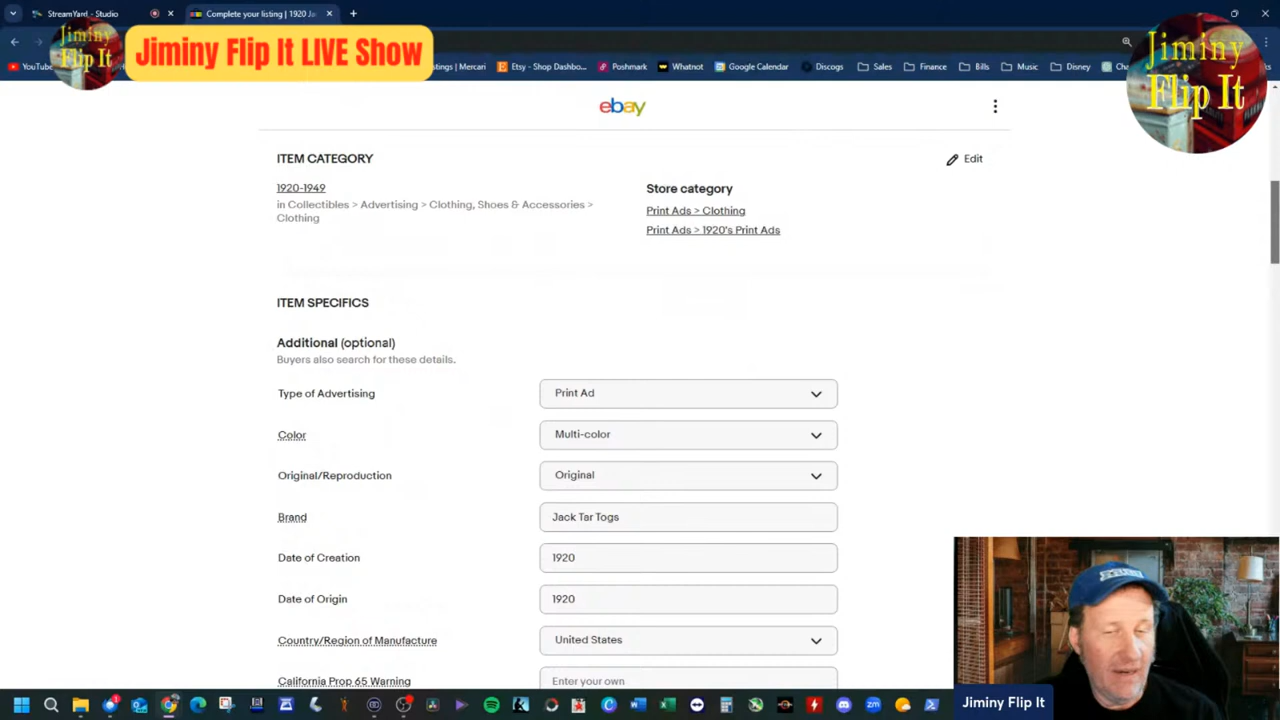 StreamYard - Studio
Complete your listing | 1920 Ja
Jiminy
Flip It
Jiminy Flip It LIVE Show
Jiminy
Flip It
YouTube
istings | Mercari
Etsy - Shop Dashbo...
Poshmark
Whatnot
Google Calendar
Discogs
Sales
Finance
Bills
Music
Disney
ebay
ITEM CATEGORY
Edit
1920-1949
in Collectibles > Advertising > Clothing, Shoes & Accessories >
Clothing
Store category
Print Ads > Clothing
Print Ads > 1920's Print Ads
ITEM SPECIFICS
Additional (optional)
Buyers also search for these details.
Type of Advertising
Print Ad
Color
Multi-color
Original/Reproduction
Original
Brand
Jack Tar Togs
Date of Creation
1920
Date of Origin
1920
Country/Region of Manufacture
United States
California Prop 65 Warning
Enter your own
Jiminy Flip It